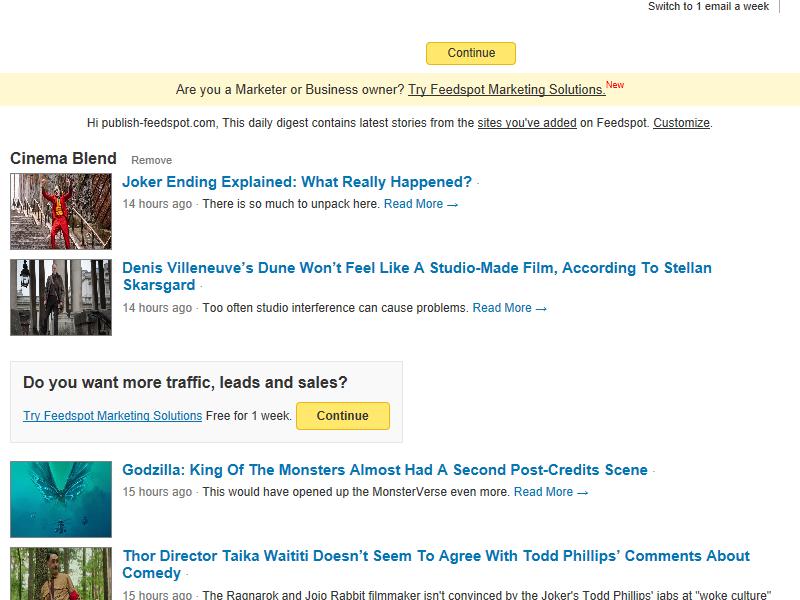 Switch to 1 email a week
Continue
Are you a Marketer or Business owner? Try Feedspot Marketing Solutions.New
Hi publish-feedspot.com, This daily digest contains latest stories from the sites you've added on Feedspot. Customize.
Cinema Blend Remove
Joker Ending Explained: What Really Happened? ·
14 hours ago · There is so much to unpack here. Read More →
Denis Villeneuve’s Dune Won’t Feel Like A Studio-Made Film, According To Stellan
Skarsgard ·
14 hours ago · Too often studio interference can cause problems. Read More →
Do you want more traffic, leads and sales?
Try Feedspot Marketing Solutions Free for 1 week. Continue
Godzilla: King Of The Monsters Almost Had A Second Post-Credits Scene ·
15 hours ago · This would have opened up the MonsterVerse even more. Read More →
Thor Director Taika Waititi Doesn’t Seem To Agree With Todd Phillips’ Comments About
Comedy ·
15 hours ago · The Ragnarok and Jojo Rabbit filmmaker isn't convinced by the Joker's Todd Phillips' jabs at "woke culture"